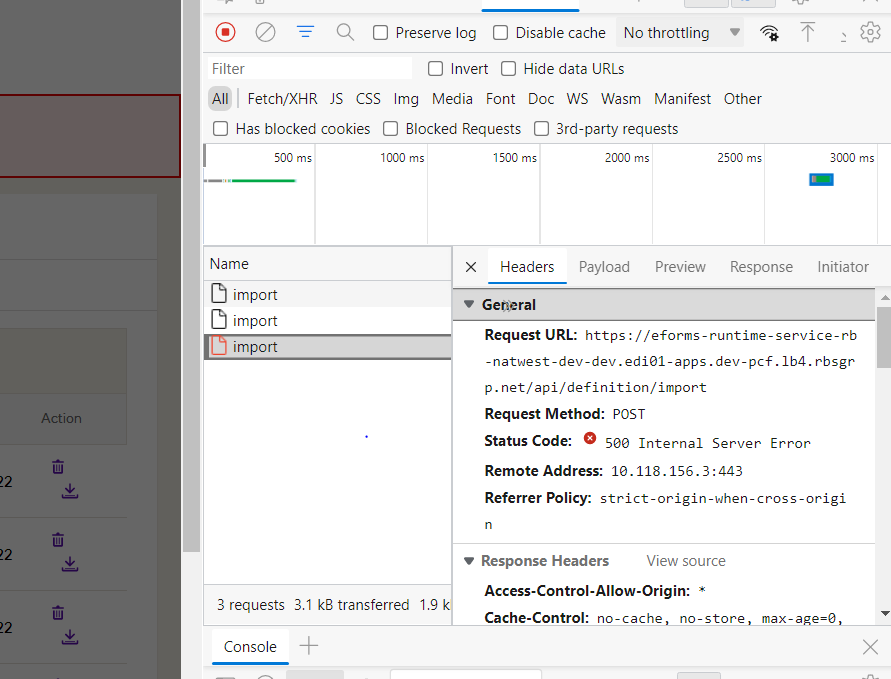 Preserve log Disable cache No throttling
Filter Invert Hide data URLs
All Fetch/XHR JS CSS Img Media Font Doc WS Wasm Manifest Other
Has blocked cookies Blocked Requests 3rd-party requests
500 ms 1000 ms 1500 ms 2000 ms 2500 ms 3000 ms
Name
import
import
import
Headers Payload Preview Response Initiator
General
Request URL: https://eforms-runtime-service-rb
-natwest-dev-dev.edi01-apps.dev-pcf.lb4.rbsgr
p.net/api/definition/import
Request Method: POST
Status Code: 500 Internal Server Error
Remote Address: 10.118.156.3:443
Referrer Policy: strict-origin-when-cross-origi
n
Response Headers View source
Access-Control-Allow-Origin: *
Cache-Control: no-cache, no-store, max-age=0,
3 requests 3.1 kB transferred 1.9 k
Console
Action
22
22
22